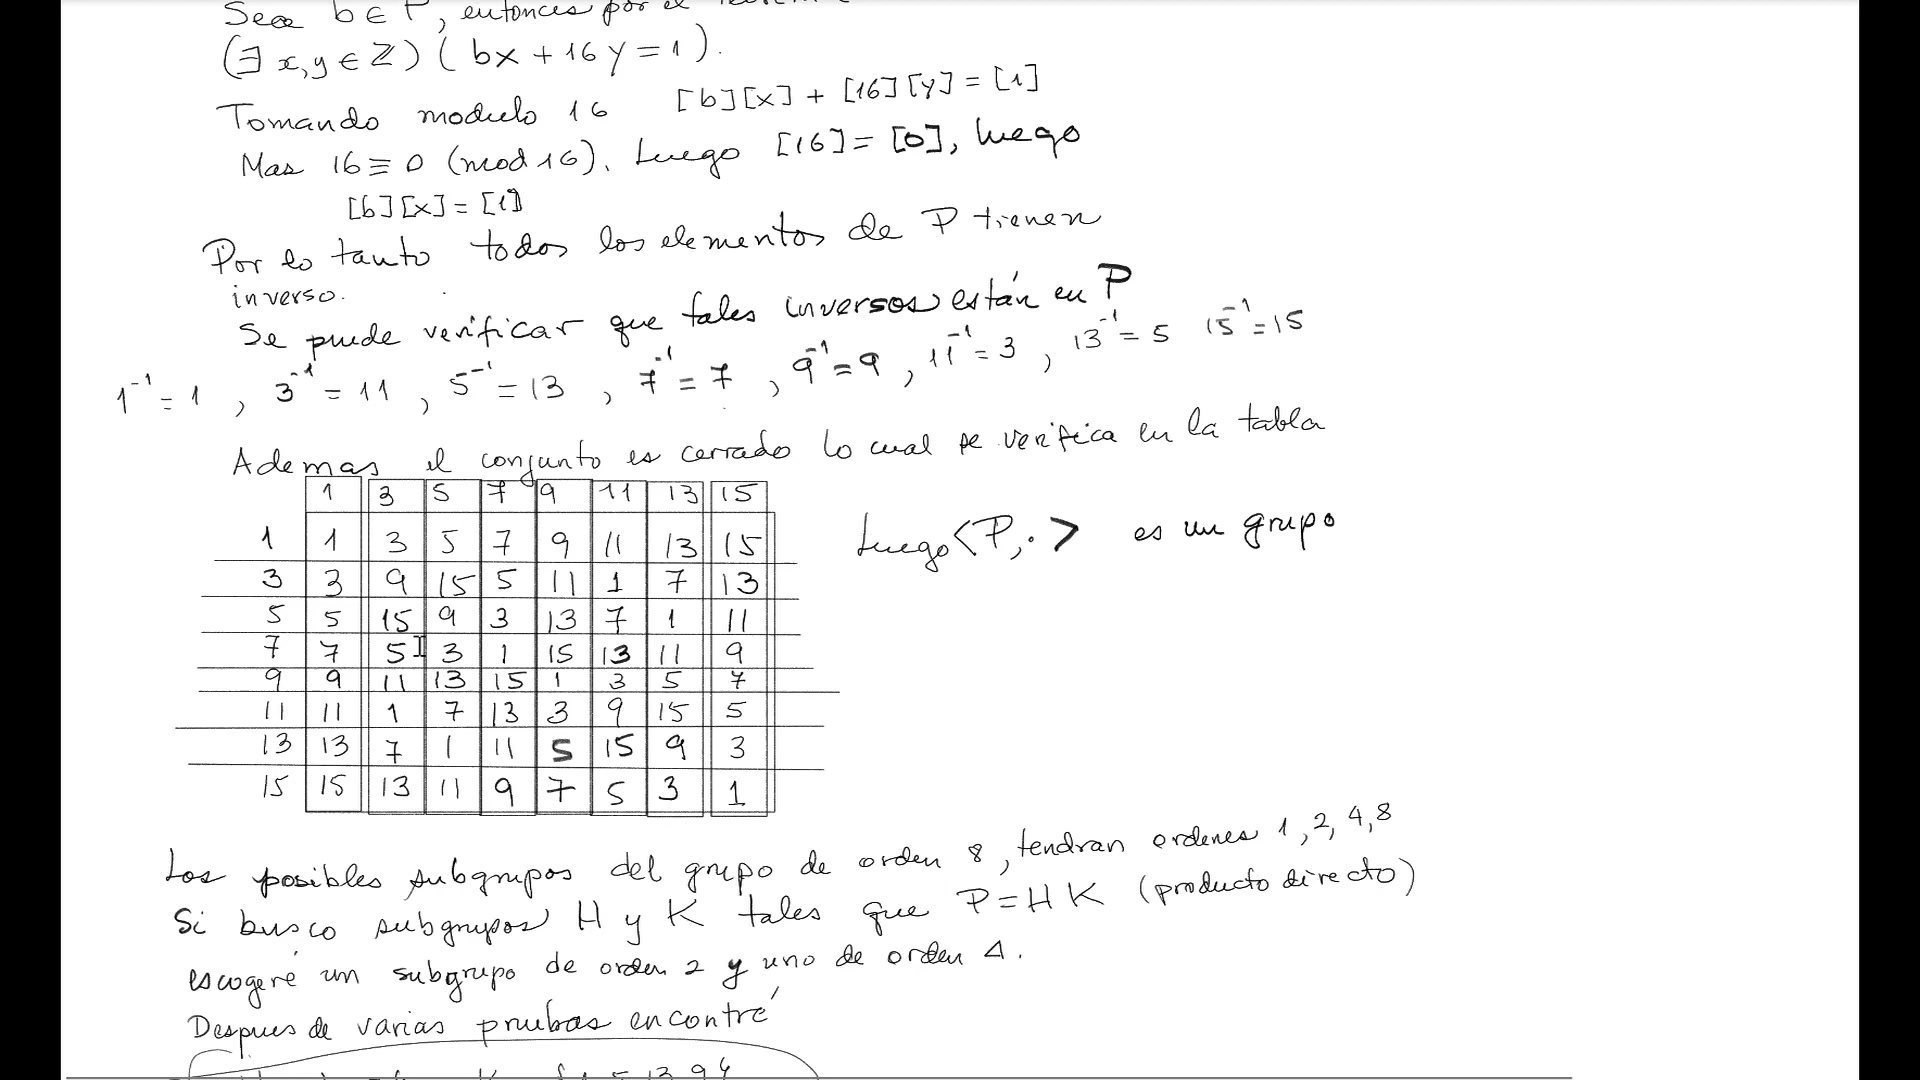 Sea b ∈ P, entonces por el
(∃ x,y ∈ Z) ( bx + 16y = 1 ).
Tomando modulo 16 [b][x] + [16][y] = [1]
Mas 16 ≡ 0 (mod 16). Luego [16] = [0], luego
[b][x] = [1]
Por lo tanto todos los elementos de P tienen
inverso.
Se puede verificar que tales inversos están en P
1⁻¹ = 1 , 3⁻¹ = 11 , 5⁻¹ = 13 , 7⁻¹ = 7 , 9⁻¹ = 9 , 11⁻¹ = 3 , 13⁻¹ = 5 15⁻¹ = 15
Ademas el conjunto es cerrado lo cual se verifica en la tabla
1 3 5 7 9 11 13 15
1 1 3 5 7 9 11 13 15
3 3 9 15 5 11 1 7 13
5 5 15 9 3 13 7 1 11
7 7 5 3 1 15 13 11 9
9 9 11 13 15 1 3 5 7
11 11 1 7 13 3 9 15 5
13 13 7 1 11 5 15 9 3
15 15 13 11 9 7 5 3 1
Luego <P, ·> es un grupo
Los posibles subgrupos del grupo de orden 8, tendran ordenes 1, 2, 4, 8
Si busco subgrupos H y K tales que P = H K (producto directo)
escogeré un subgrupo de orden 2 y uno de orden 4.
Despues de varias pruebas encontré